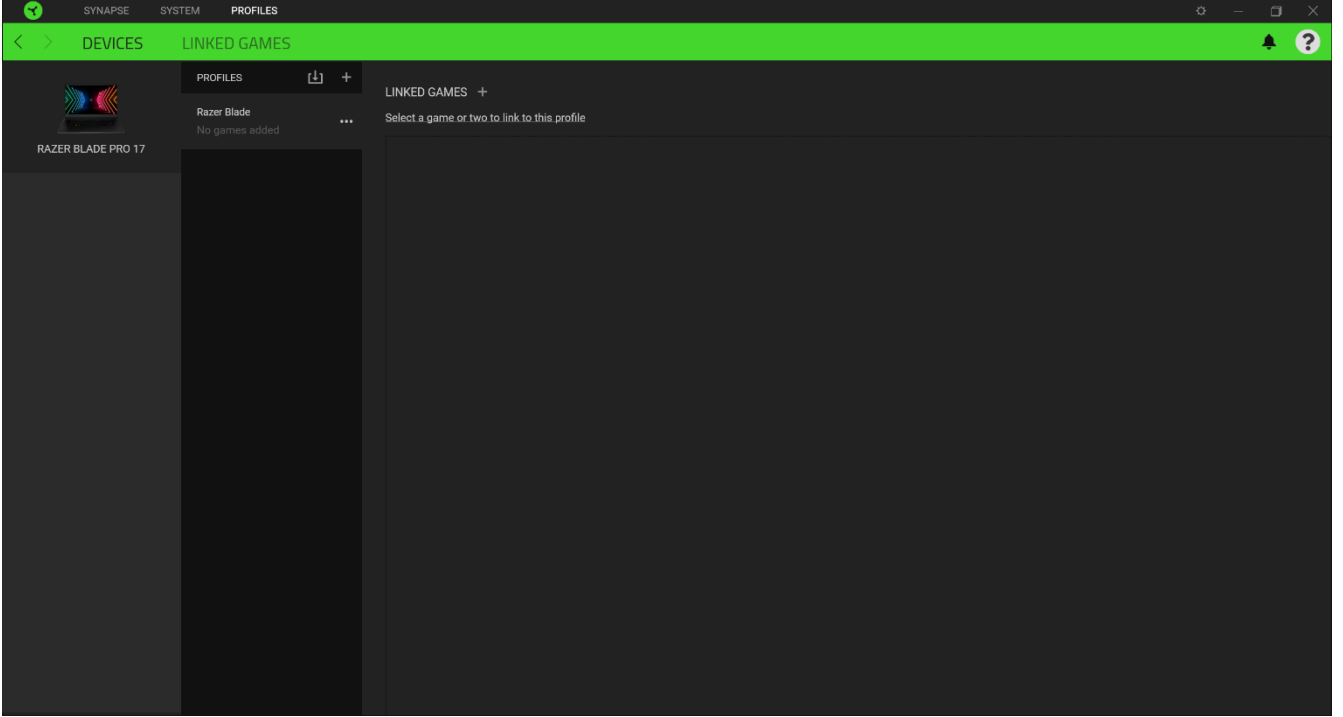 SYNAPSE SYSTEM PROFILES
DEVICES LINKED GAMES
RAZER BLADE PRO 17
PROFILES
Razer Blade
No games added
LINKED GAMES
Select a game or two to link to this profile